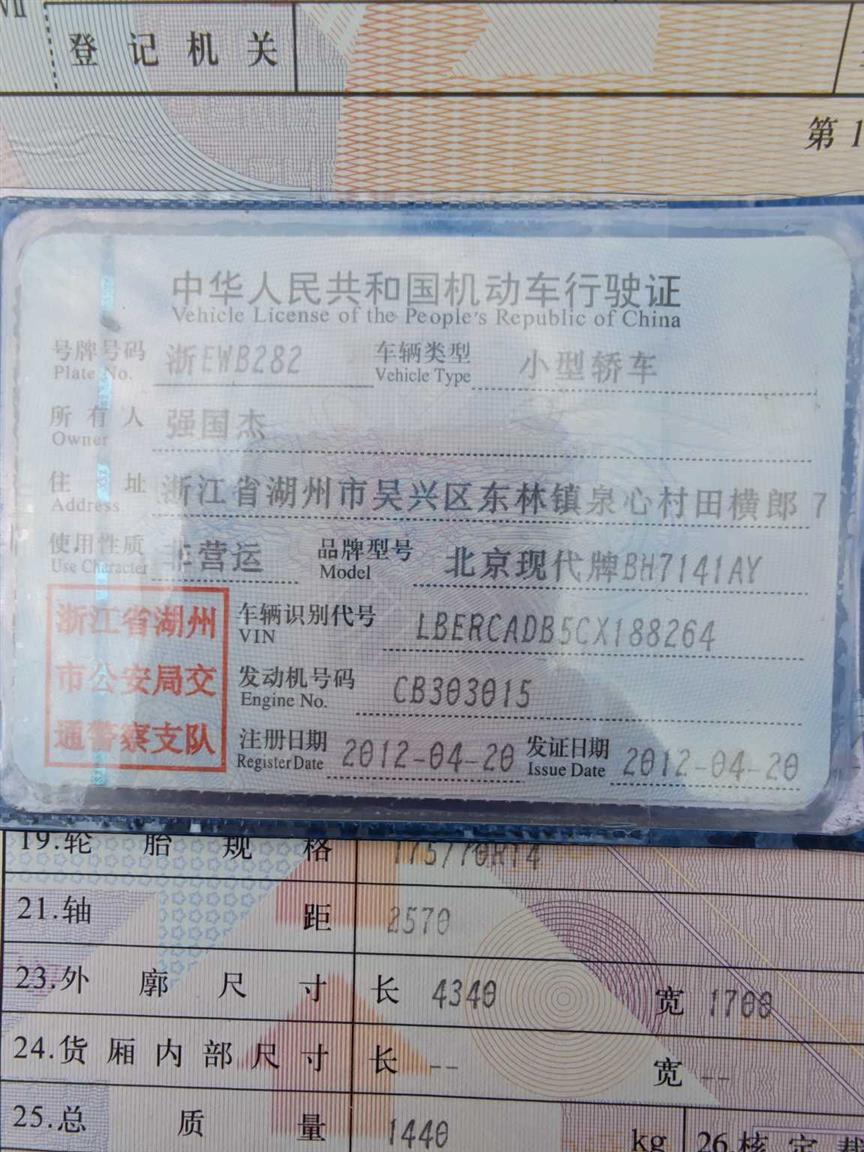 登记机关
第1
中华人民共和国机动车行驶证
Vehicle License of the People's Republic of China
号牌号码 浙EWB282 车辆类型 小型轿车
Plate No. Vehicle Type
所有人 强国杰
Owner
住址 浙江省湖州市吴兴区东林镇泉心村田横郎7
Address
使用性质 非营运 品牌型号 北京现代牌BH7141AY
Use Character Model
浙江省湖州 车辆识别代号 LBERCADB5CX188264
VIN
市公安局交 发动机号码 CB303015
Engine No.
通警察支队 注册日期 2012-04-20 发证日期 2012-04-20
Register Date Issue Date
19.轮胎规格 175/70R14
21.轴距 2570
23.外廓尺寸 长 4340 宽 1700
24.货厢内部尺寸 长 -- 宽 --
25.总质量 1440 kg 26.核定载